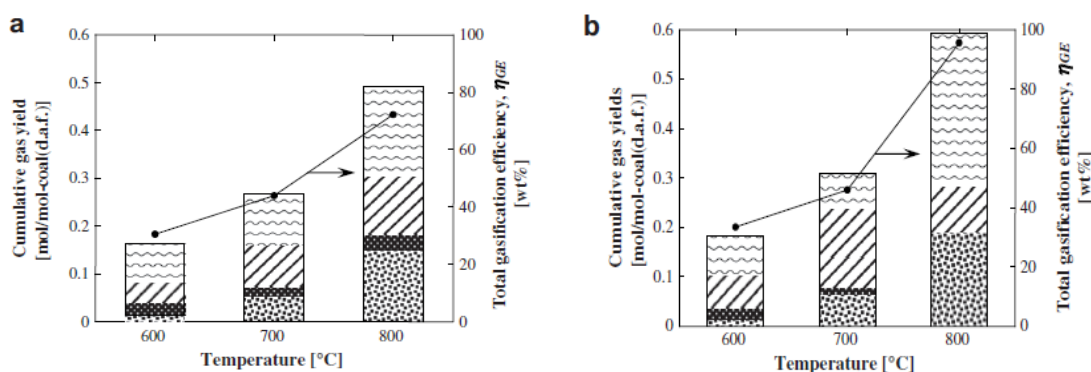 a
Cumulative gas yield
[mol/mol-coal(d.a.f.)]
0.6
0.5
0.4
0.3
0.2
0.1
0
600
700
800
Temperature [°C]
100
80
60
40
20
0
Total gasification efficiency, ηGE
[wt%]
b
Cumulative gas yields
[mol/mol-coal(d.a.f.)]
0.6
0.5
0.4
0.3
0.2
0.1
0
600
700
800
Temperature [°C]
100
80
60
40
20
0
Total gasification efficiency, ηGE
[wt%]